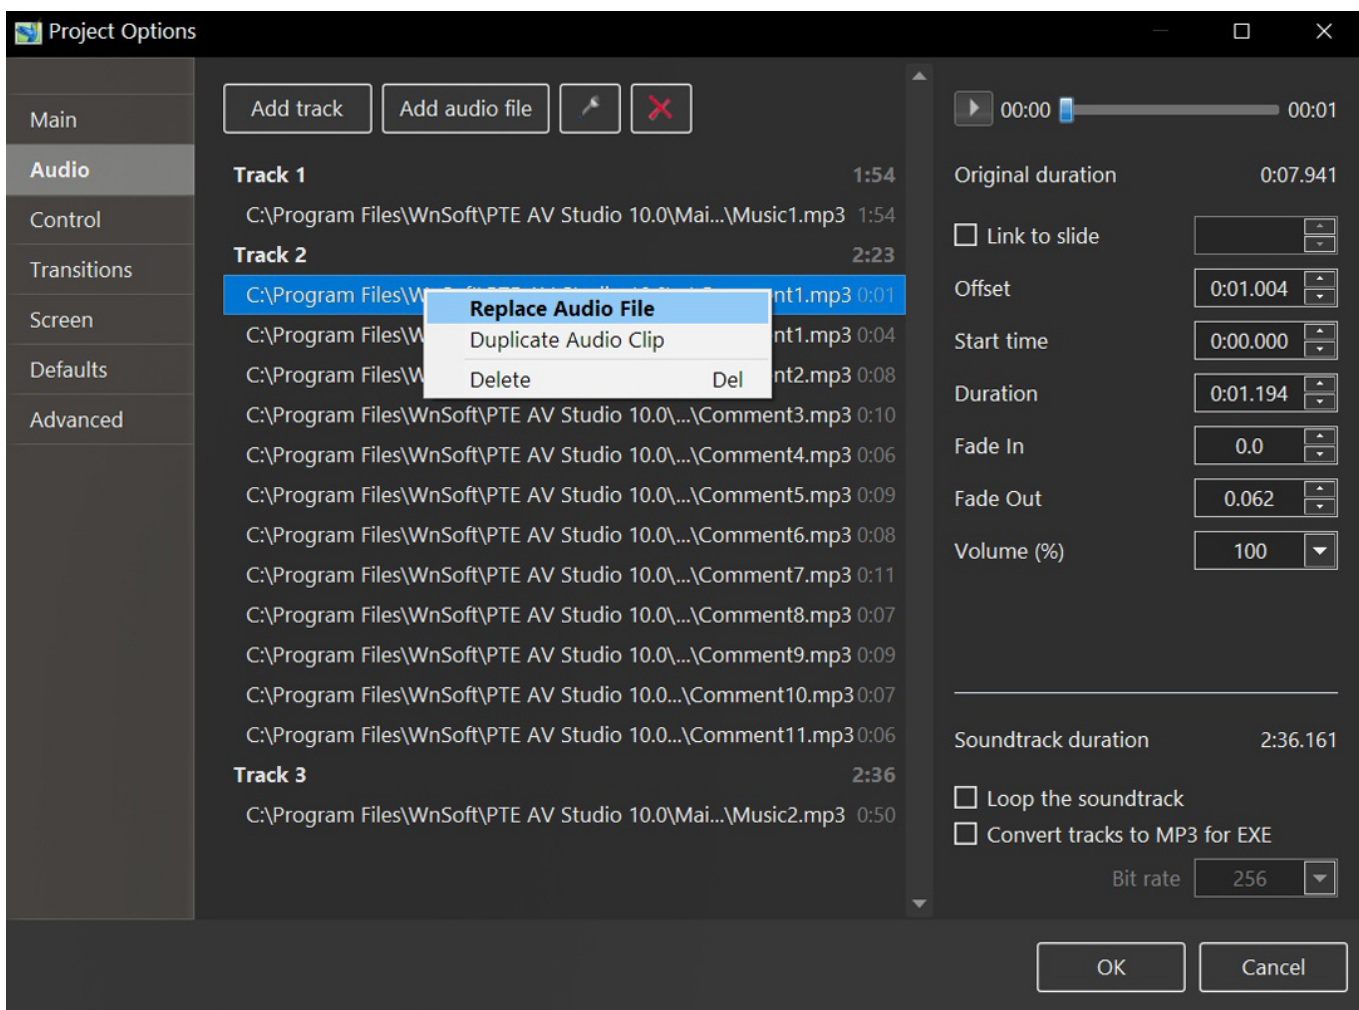 Project Options
Main
Audio
Control
Transitions
Screen
Defaults
Advanced
Add track
Add audio file
Track 1 1:54
C:\Program Files\WnSoft\PTE AV Studio 10.0\Mai...\Music1.mp3 1:54
Track 2 2:23
C:\Program Files\W nt1.mp3 0:01
C:\Program Files\W nt1.mp3 0:04
C:\Program Files\W nt2.mp3 0:08
Replace Audio File
Duplicate Audio Clip
Delete Del
C:\Program Files\WnSoft\PTE AV Studio 10.0\...\Comment3.mp3 0:10
C:\Program Files\WnSoft\PTE AV Studio 10.0\...\Comment4.mp3 0:06
C:\Program Files\WnSoft\PTE AV Studio 10.0\...\Comment5.mp3 0:09
C:\Program Files\WnSoft\PTE AV Studio 10.0\...\Comment6.mp3 0:08
C:\Program Files\WnSoft\PTE AV Studio 10.0\...\Comment7.mp3 0:11
C:\Program Files\WnSoft\PTE AV Studio 10.0\...\Comment8.mp3 0:07
C:\Program Files\WnSoft\PTE AV Studio 10.0\...\Comment9.mp3 0:09
C:\Program Files\WnSoft\PTE AV Studio 10.0...\Comment10.mp3 0:07
C:\Program Files\WnSoft\PTE AV Studio 10.0...\Comment11.mp3 0:06
Track 3 2:36
C:\Program Files\WnSoft\PTE AV Studio 10.0\Mai...\Music2.mp3 0:50
00:00 00:01
Original duration 0:07.941
Link to slide
Offset 0:01.004
Start time 0:00.000
Duration 0:01.194
Fade In 0.0
Fade Out 0.062
Volume (%) 100
Soundtrack duration 2:36.161
Loop the soundtrack
Convert tracks to MP3 for EXE
Bit rate 256
OK
Cancel